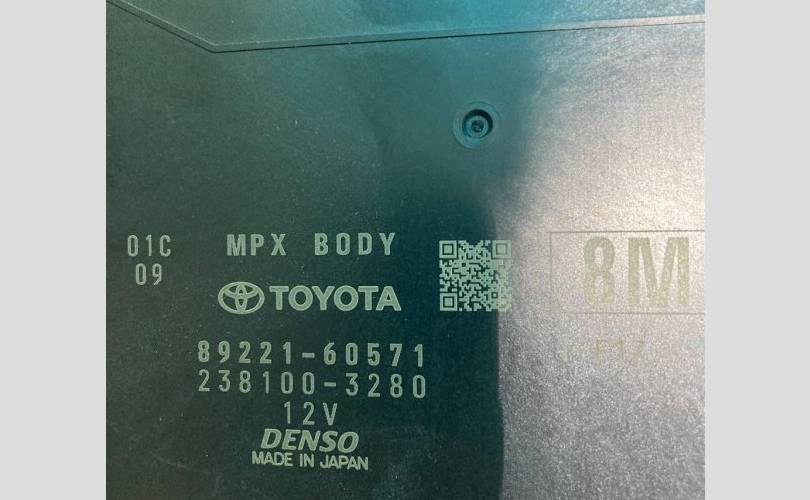 01C
09
MPX BODY
TOYOTA
89221-60571
238100-3280
12V
DENSO
MADE IN JAPAN
8M